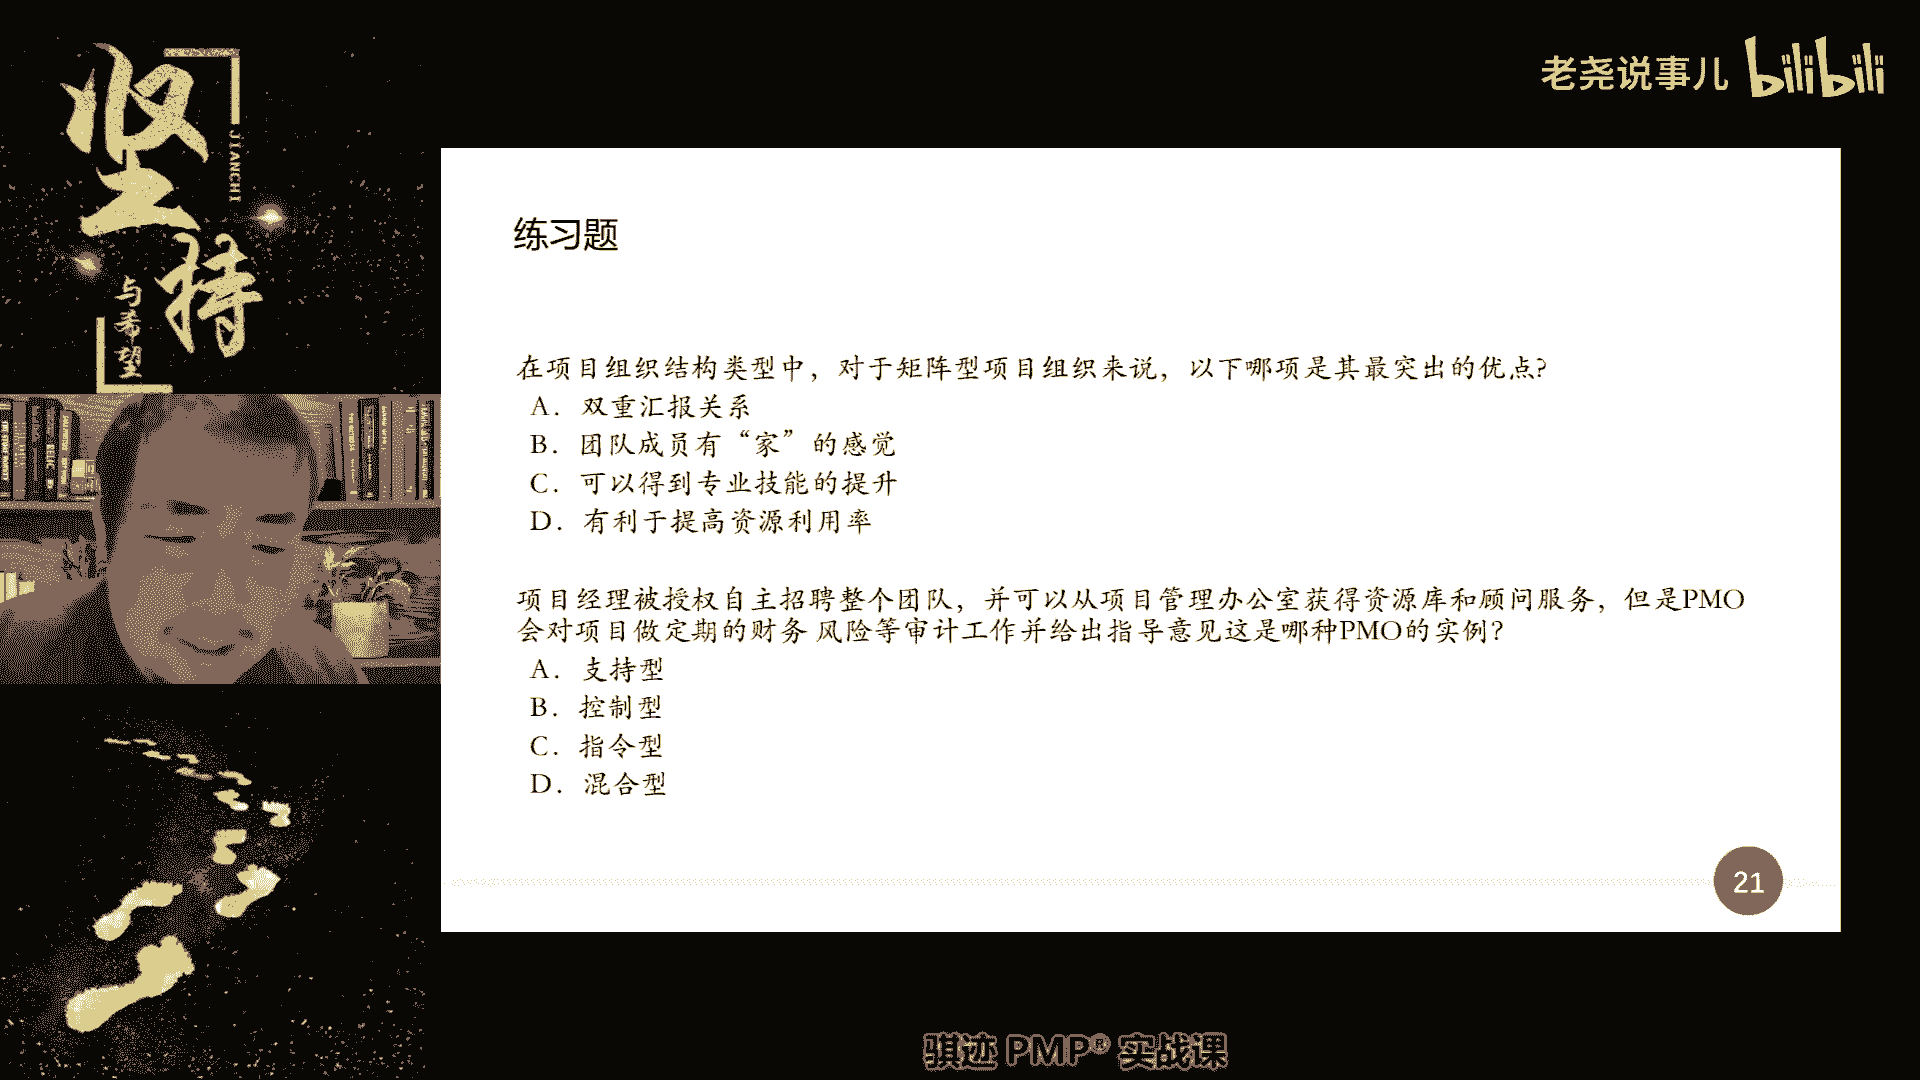 坚持
JIANCHI
与希望
老尧说事儿 bilibili
练习题
在项目组织结构类型中，对于矩阵型项目组织来说，以下哪项是其最突出的优点?
A. 双重汇报关系
B. 团队成员有“家”的感觉
C. 可以得到专业技能的提升
D. 有利于提高资源利用率
项目经理被授权自主招聘整个团队，并可以从项目管理办公室获得资源库和顾问服务，但是PMO
会对项目做定期的财务 风险等审计工作并给出指导意见这是哪种PMO的实例?
A. 支持型
B. 控制型
C. 指令型
D. 混合型
21
骐迹 PMP® 实战课